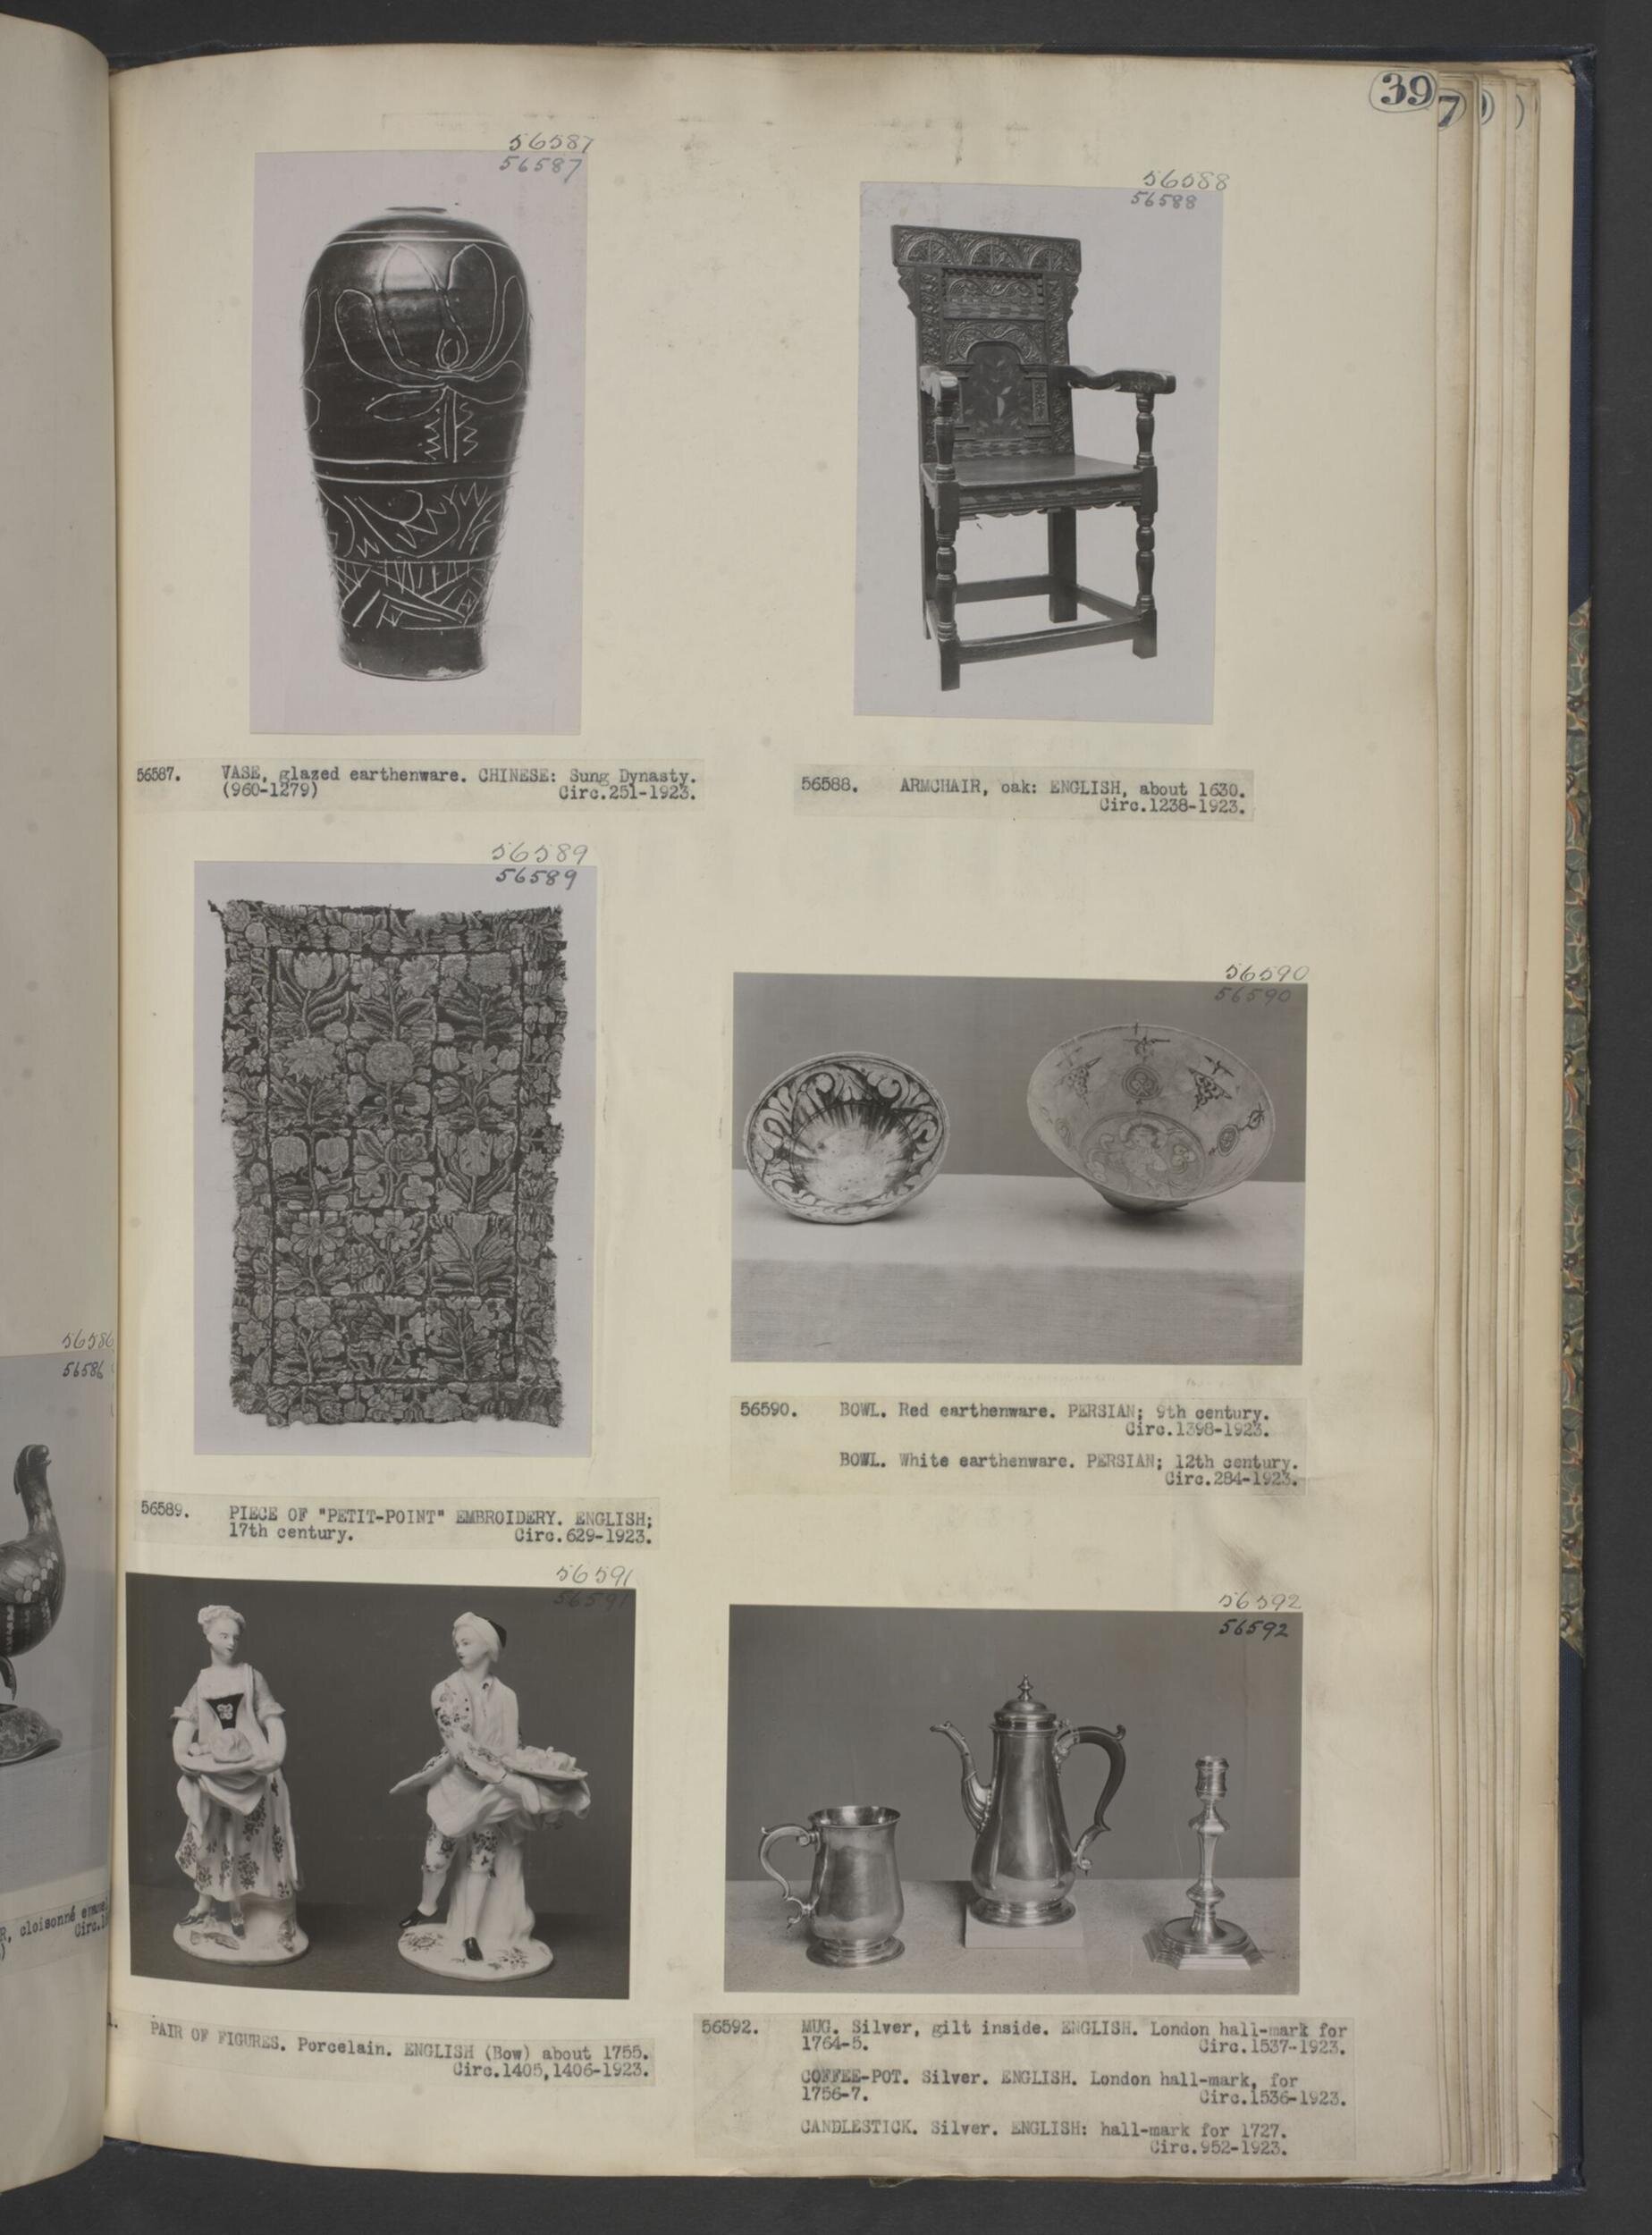 39
7
56587
56587
56588
56588
56587. VASE, glazed earthenware. CHINESE: Sung Dynasty.
(960-1279) Circ.251-1923.
56588. ARMCHAIR, oak: ENGLISH, about 1630.
Circ.1238-1923.
56589
56589
56590
56590
56590. BOWL. Red earthenware. PERSIAN; 9th century.
Circ.1398-1923.
BOWL. White earthenware. PERSIAN; 12th century.
Circ.284-1923.
56589. PIECE OF "PETIT-POINT" EMBROIDERY. ENGLISH;
17th century. Circ.629-1923.
56586
56586
cloisonné
56591
56591
56592
56592
PAIR OF FIGURES. Porcelain. ENGLISH (Bow) about 1755.
Circ.1405,1406-1923.
56592. MUG. Silver, gilt inside. ENGLISH. London hall-mark for
1764-5. Circ.1537-1923.
COFFEE-POT. Silver. ENGLISH. London hall-mark, for
1756-7. Circ.1536-1923.
CANDLESTICK. Silver. ENGLISH: hall-mark for 1727.
Circ.952-1923.